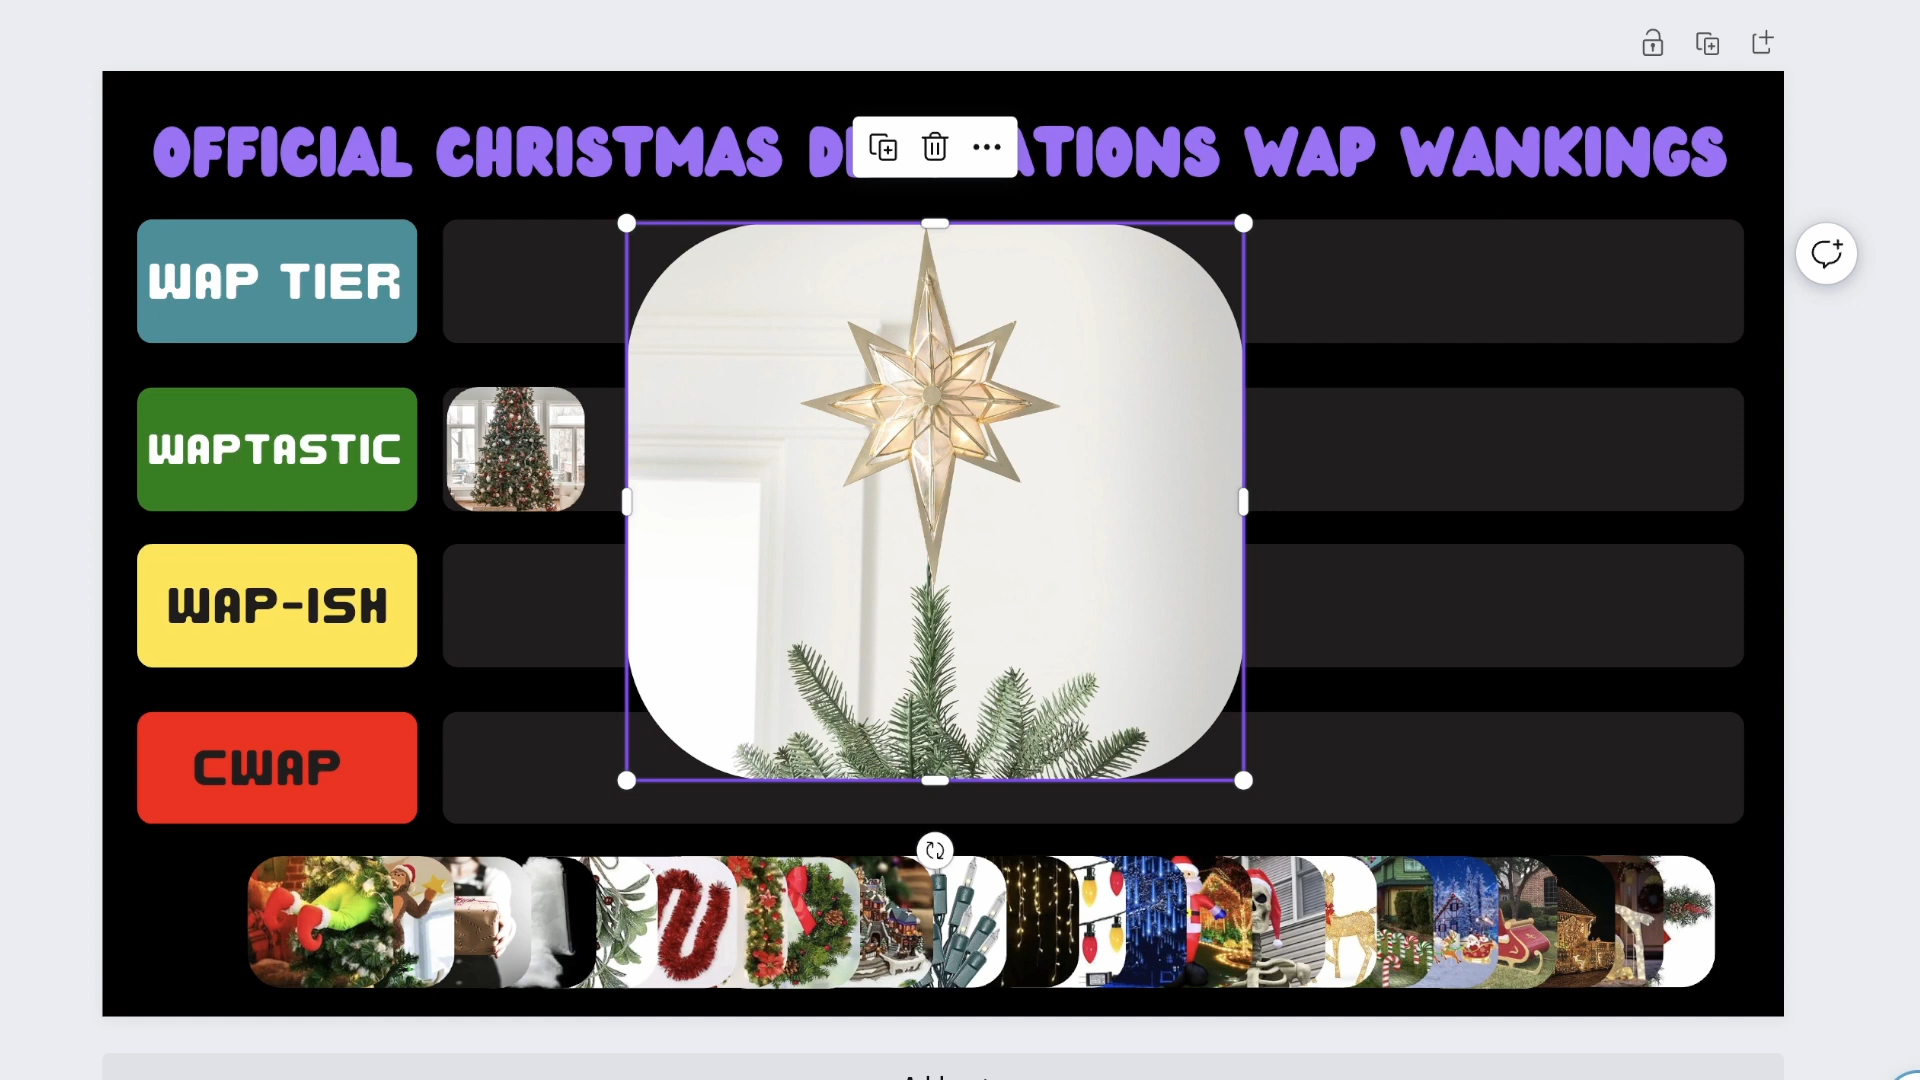 OFFICIAL CHRISTMAS D ATIONS WAP WANKINGS
WAP TIER
WAPTASTIC
WAP-ISH
CWAP